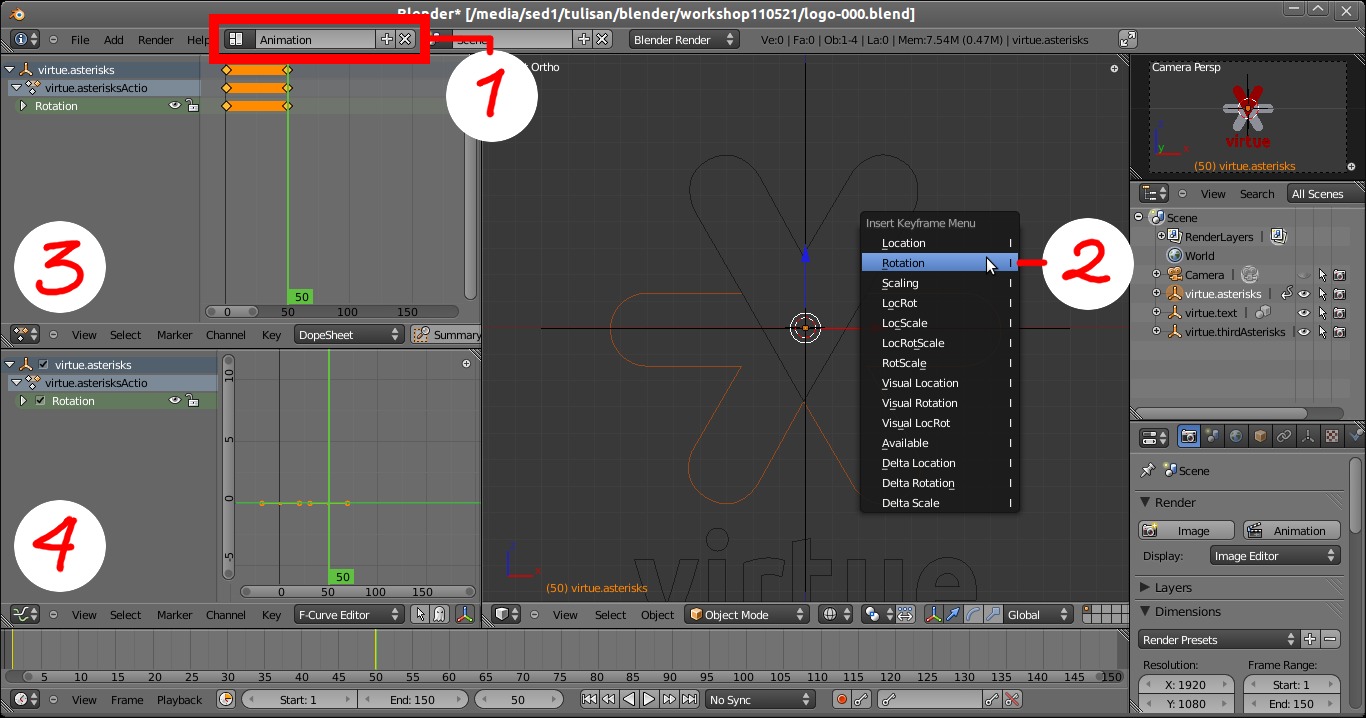 Blender* [/media/sed1/tulisan/blender/workshop110521/logo-000.blend]
File Add Render Help Animation Blender Render Ve:0 | Fa:0 | Ob:1-4 | La:0 | Mem:7.54M (0.47M) | virtue.asterisks
1
virtue.asterisks
virtue.asterisksActio
Rotation
50
0 50 100 150
3
View Select Marker Channel Key DopeSheet Summary
virtue.asterisks
virtue.asterisksActio
Rotation
10
5
0
-5
50
0 50 100 150
4
View Select Marker Channel Key F-Curve Editor
Ortho
Insert Keyframe Menu
Location I
Rotation I
Scaling I
LocRot I
LocScale I
LocRotScale I
RotScale I
Visual Location I
Visual Rotation I
Visual LocRot I
Available I
Delta Location I
Delta Rotation I
Delta Scale I
2
virtue
(50) virtue.asterisks
View Select Object Object Mode Global
Camera Persp
virtue
y
(50) virtue.asterisks
View Search All Scenes
Scene
RenderLayers |
World
Camera |
virtue.asterisks |
virtue.text |
virtue.thirdAsterisks
Scene
Render
Image Animation
Display: Image Editor
Layers
Dimensions
Render Presets
Resolution: Frame Range:
X: 1920 Start: 1
Y: 1080 End: 150
5 10 15 20 25 30 35 40 45 50 55 60 65 70 75 80 85 90 95 100 105 110 115 120 125 130 135 140 145 150
View Frame Playback Start: 1 End: 150 50 No Sync